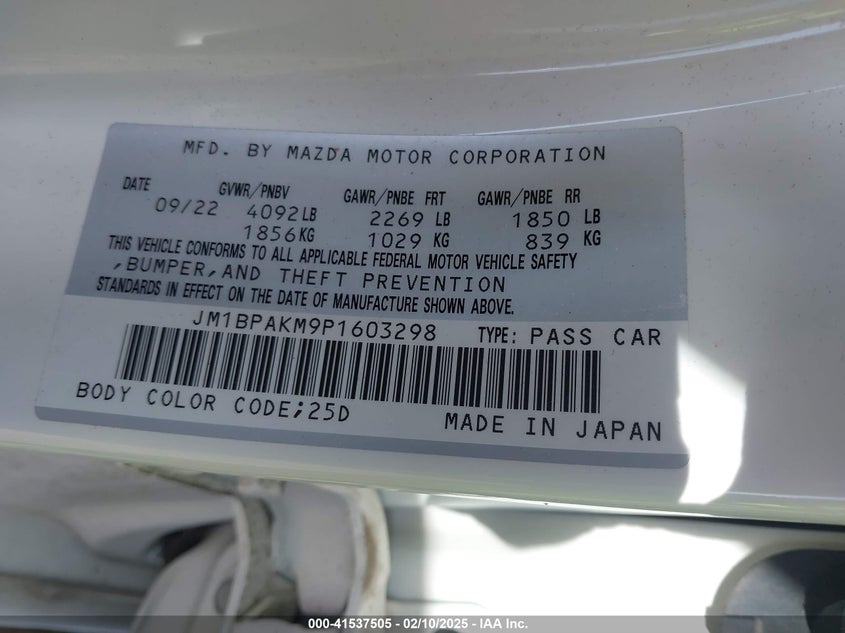 MFD. BY MAZDA MOTOR CORPORATION
DATE GVWR/PNBV GAWR/PNBE FRT GAWR/PNBE RR
09/22 4092LB 2269 LB 1850 LB
1856KG 1029 KG 839 KG
THIS VEHICLE CONFORMS TO ALL APPLICABLE FEDERAL MOTOR VEHICLE SAFETY
,BUMPER,AND THEFT PREVENTION
STANDARDS IN EFFECT ON THE DATE OF MANUFACTURE SHOWN ABOVE.
JM1BPAKM9P1603298 TYPE: PASS CAR
BODY COLOR CODE;25D MADE IN JAPAN
000-41537505 - 02/10/2025 - IAA Inc.